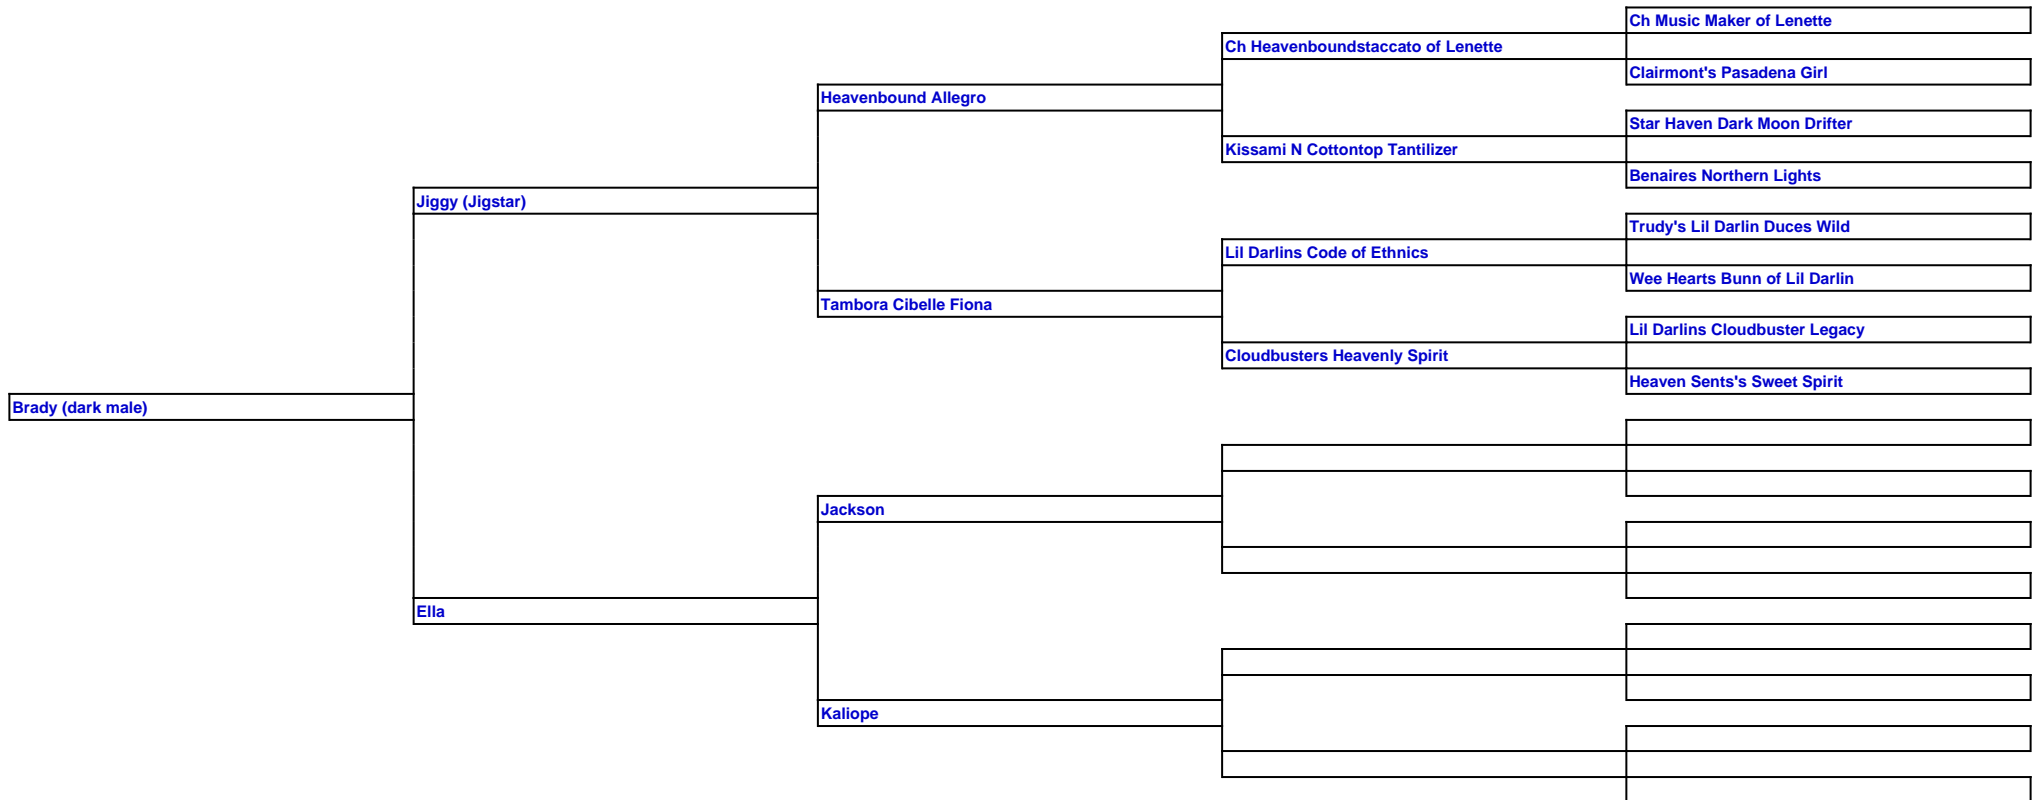 Ch Music Maker of Lenette
Ch Heavenboundstaccato of Lenette
Clairmont's Pasadena Girl
Heavenbound Allegro
Star Haven Dark Moon Drifter
Kissami N Cottontop Tantilizer
Benaires Northern Lights
Jiggy (Jigstar)
Trudy's Lil Darlin Duces Wild
Lil Darlins Code of Ethnics
Wee Hearts Bunn of Lil Darlin
Tambora Cibelle Fiona
Lil Darlins Cloudbuster Legacy
Cloudbusters Heavenly Spirit
Heaven Sents's Sweet Spirit
Brady (dark male)
Jackson
Ella
Kaliope